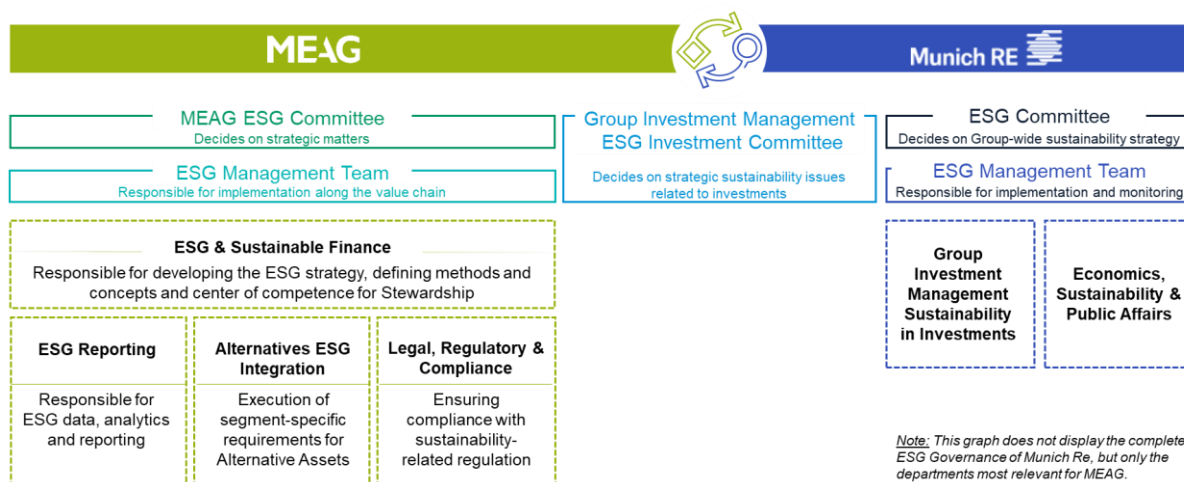 MEAG
Munich RE
MEAG ESG Committee
Decides on strategic matters
ESG Management Team
Responsible for implementation along the value chain
Group Investment Management
ESG Investment Committee
Decides on strategic sustainability issues
related to investments
ESG Committee
Decides on Group-wide sustainability strategy
ESG Management Team
Responsible for implementation and monitoring
ESG & Sustainable Finance
Responsible for developing the ESG strategy, defining methods and
concepts and center of competence for Stewardship
ESG Reporting
Responsible for
ESG data, analytics
and reporting
Alternatives ESG
Integration
Execution of
segment-specific
requirements for
Alternative Assets
Legal, Regulatory &
Compliance
Ensuring
compliance with
sustainability-
related regulation
Group
Investment
Management
Sustainability
in Investments
Economics,
Sustainability &
Public Affairs
Note: This graph does not display the complete
ESG Governance of Munich Re, but only the
departments most relevant for MEAG.